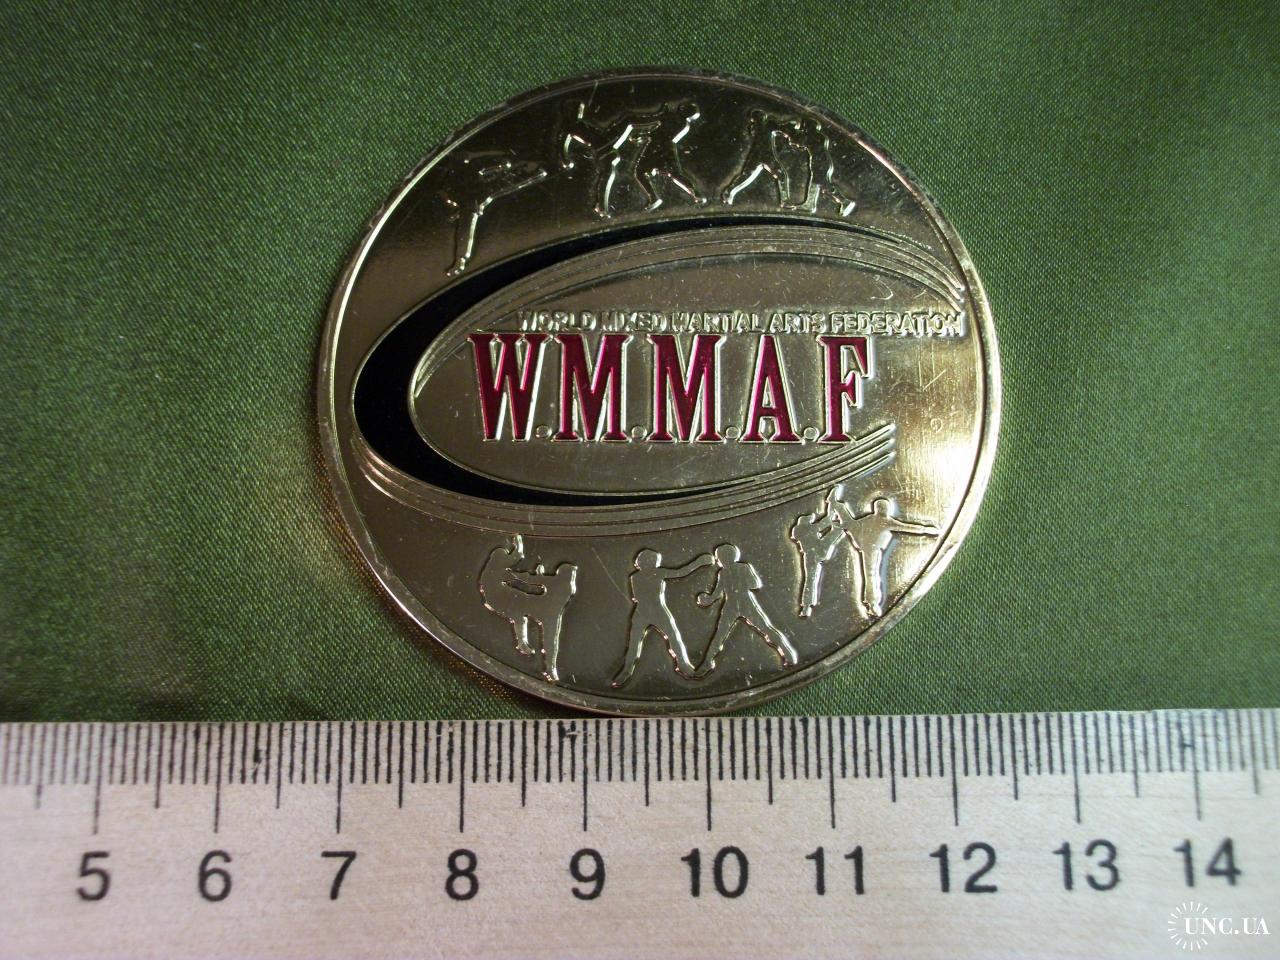 WORLD MIXED MARTIAL ARTS FEDERATION
W.M.M.A.F
5 6 7 8 9 10 11 12 13 14
UNC.UA